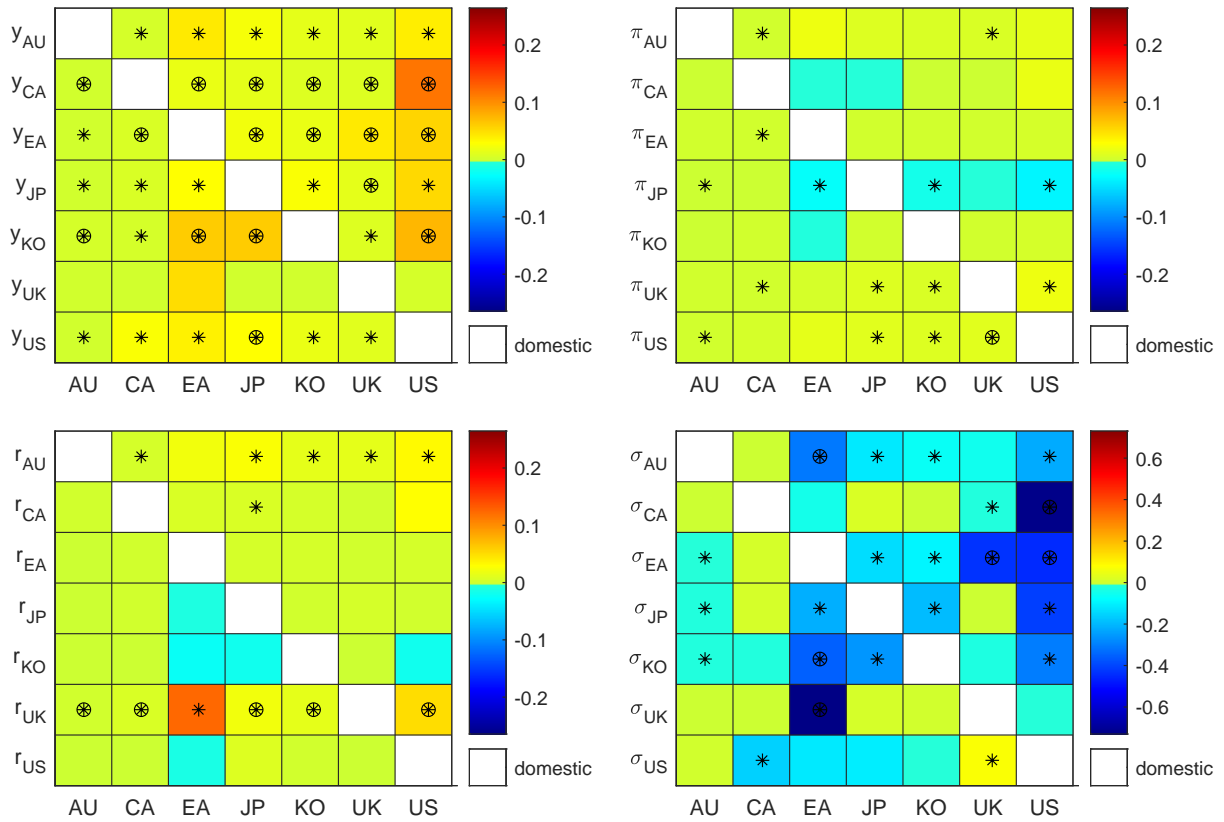 y_AU
y_CA
y_EA
y_JP
y_KO
y_UK
y_US
AU CA EA JP KO UK US
0.2
0.1
0
-0.1
-0.2
domestic
π_AU
π_CA
π_EA
π_JP
π_KO
π_UK
π_US
AU CA EA JP KO UK US
0.2
0.1
0
-0.1
-0.2
domestic
r_AU
r_CA
r_EA
r_JP
r_KO
r_UK
r_US
AU CA EA JP KO UK US
0.2
0.1
0
-0.1
-0.2
domestic
σ_AU
σ_CA
σ_EA
σ_JP
σ_KO
σ_UK
σ_US
AU CA EA JP KO UK US
0.6
0.4
0.2
0
-0.2
-0.4
-0.6
domestic